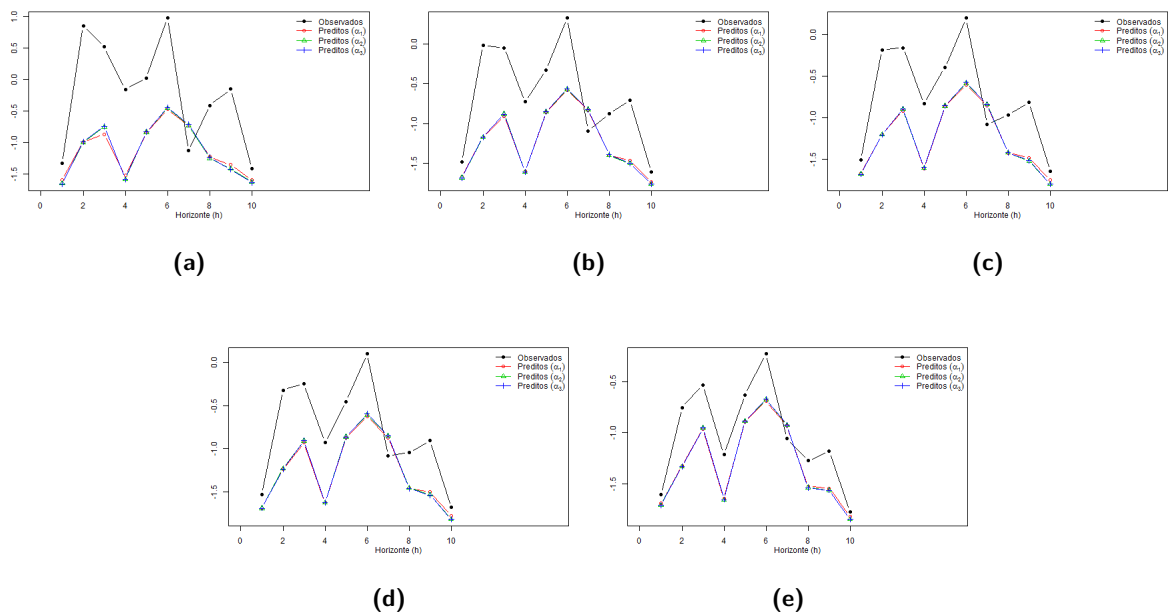 1.0
0.5
0.0
-0.5
-1.0
-1.5
0 2 4 6 8 10
Horizonte (h)
Observados
Preditos (α₁)
Preditos (α₂)
Preditos (α₃)
(a)
0.0
-0.5
-1.0
-1.5
0 2 4 6 8 10
Horizonte (h)
Observados
Preditos (α₁)
Preditos (α₂)
Preditos (α₃)
(b)
0.0
-0.5
-1.0
-1.5
0 2 4 6 8 10
Horizonte (h)
Observados
Preditos (α₁)
Preditos (α₂)
Preditos (α₃)
(c)
0.0
-0.5
-1.0
-1.5
0 2 4 6 8 10
Horizonte (h)
Observados
Preditos (α₁)
Preditos (α₂)
Preditos (α₃)
(d)
-0.5
-1.0
-1.5
0 2 4 6 8 10
Horizonte (h)
Observados
Preditos (α₁)
Preditos (α₂)
Preditos (α₃)
(e)